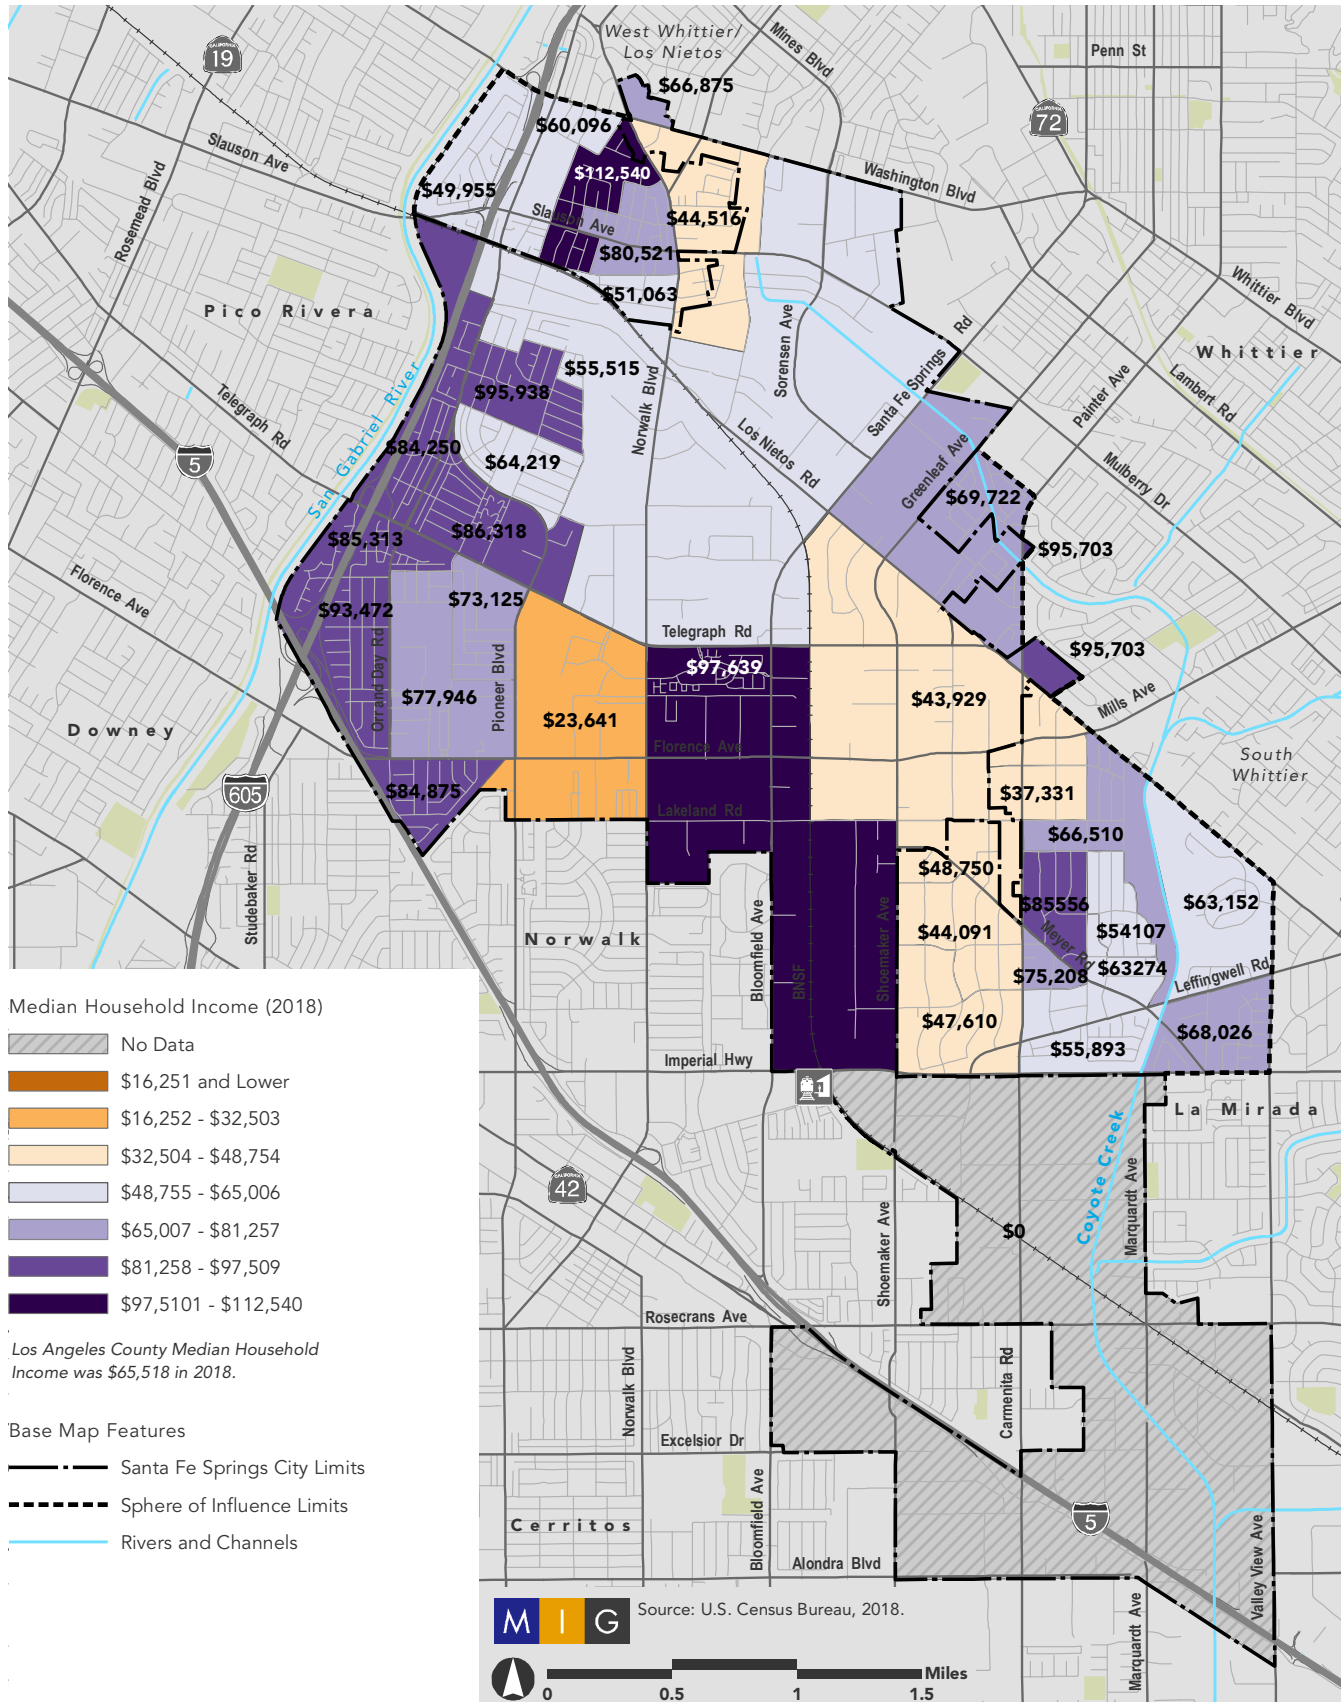 West Whittier/
Los Nietos
Mines Blvd
Penn St
CALIFORNIA
19
CALIFORNIA
72
$66,875
$60,096
Slauson Ave
Rosemead Blvd
$112,540
Washington Blvd
$49,955
Slauson Ave
$44,516
$80,521
$51,063
Whittier Blvd
Pico Rivera
Sorensen Ave
Santa Fe Springs Rd
Whittier
$55,515
Painter Ave
Lambert Rd
$95,938
Norwalk Blvd
Telegraph Rd
San Gabriel River
$84,250
$64,219
Los Nietos Rd
Greenleaf Ave
Mulberry Dr
5
$69,722
$86,318
$85,313
$95,703
Florence Ave
$73,125
$93,472
Telegraph Rd
$95,703
Orr and Day Rd
Pioneer Blvd
$97,639
$77,946
$43,929
Mills Ave
$23,641
Downey
Florence Ave
South
Whittier
605
$84,875
$37,331
Lakeland Rd
$66,510
Studebaker Rd
$48,750
$85556
$63,152
Norwalk
Bloomfield Ave
BNSF
Shoemaker Ave
$44,091
Meyer Rd
$54107
$75,208
$63274
Leffingwell Rd
$47,610
$68,026
$55,893
Imperial Hwy
La Mirada
CALIFORNIA
42
Coyote Creek
Marquardt Ave
Shoemaker Ave
$0
Rosecrans Ave
Norwalk Blvd
Carmenita Rd
Excelsior Dr
Bloomfield Ave
Cerritos
5
Valley View Ave
Alondra Blvd
Marquardt Ave
Median Household Income (2018)
No Data
$16,251 and Lower
$16,252 - $32,503
$32,504 - $48,754
$48,755 - $65,006
$65,007 - $81,257
$81,258 - $97,509
$97,5101 - $112,540
Los Angeles County Median Household
Income was $65,518 in 2018.
Base Map Features
Santa Fe Springs City Limits
Sphere of Influence Limits
Rivers and Channels
M I G
Source: U.S. Census Bureau, 2018.
Miles
0 0.5 1 1.5